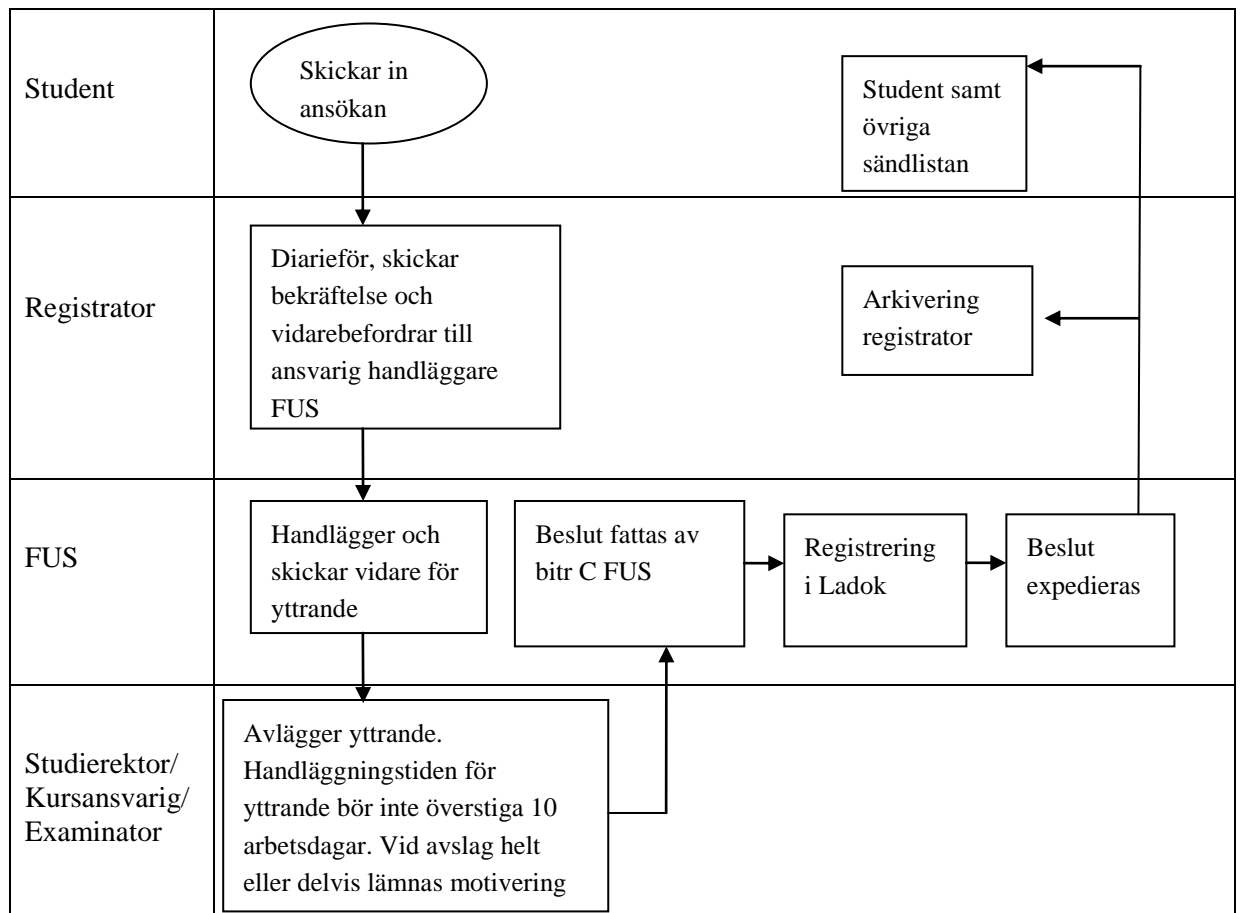 Student
Skickar in
ansökan
Student samt
övriga
sändlistan
Registrator
Diarieför, skickar
bekräftelse och
vidarebefordrar till
ansvarig handläggare
FUS
Arkivering
registrator
FUS
Handlägger och
skickar vidare för
yttrande
Beslut fattas av
bitr C FUS
Registrering
i Ladok
Beslut
expedieras
Studierektor/
Kursansvarig/
Examinator
Avlägger yttrande.
Handläggningstiden för
yttrande bör inte överstiga 10
arbetsdagar. Vid avslag helt
eller delvis lämnas motivering